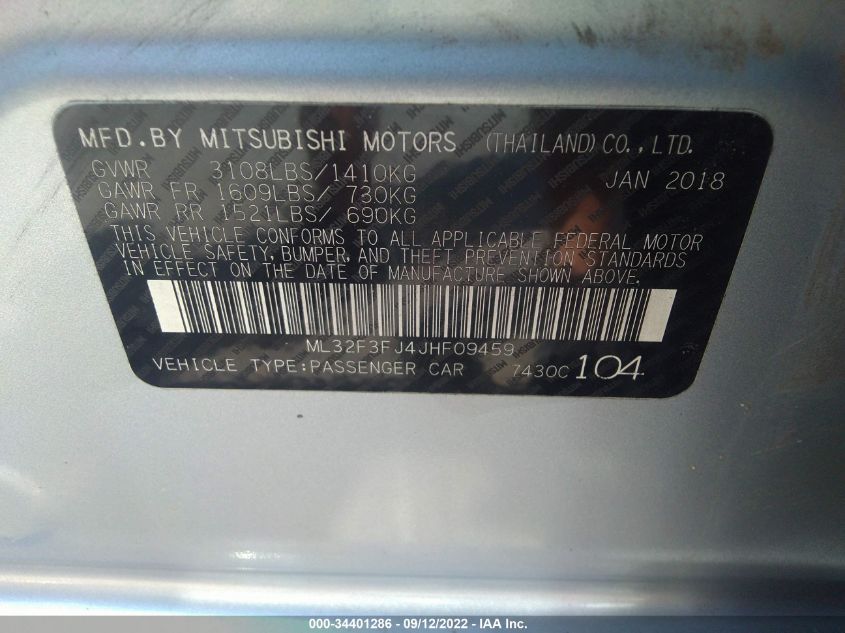 MFD.BY MITSUBISHI MOTORS (THAILAND)CO.,LTD.
GVWR 3108LBS/1410KG JAN 2018
GAWR FR 1609LBS/ 730KG
GAWR RR 1521LBS/ 690KG
THIS VEHICLE CONFORMS TO ALL APPLICABLE FEDERAL MOTOR
VEHICLE SAFETY, BUMPER, AND THEFT PREVENTION STANDARDS
IN EFFECT ON THE DATE OF MANUFACTURE SHOWN ABOVE.
ML32F3FJ4JHF09459
VEHICLE TYPE:PASSENGER CAR 7430C 104
000-34401286 - 09/12/2022 - IAA Inc.